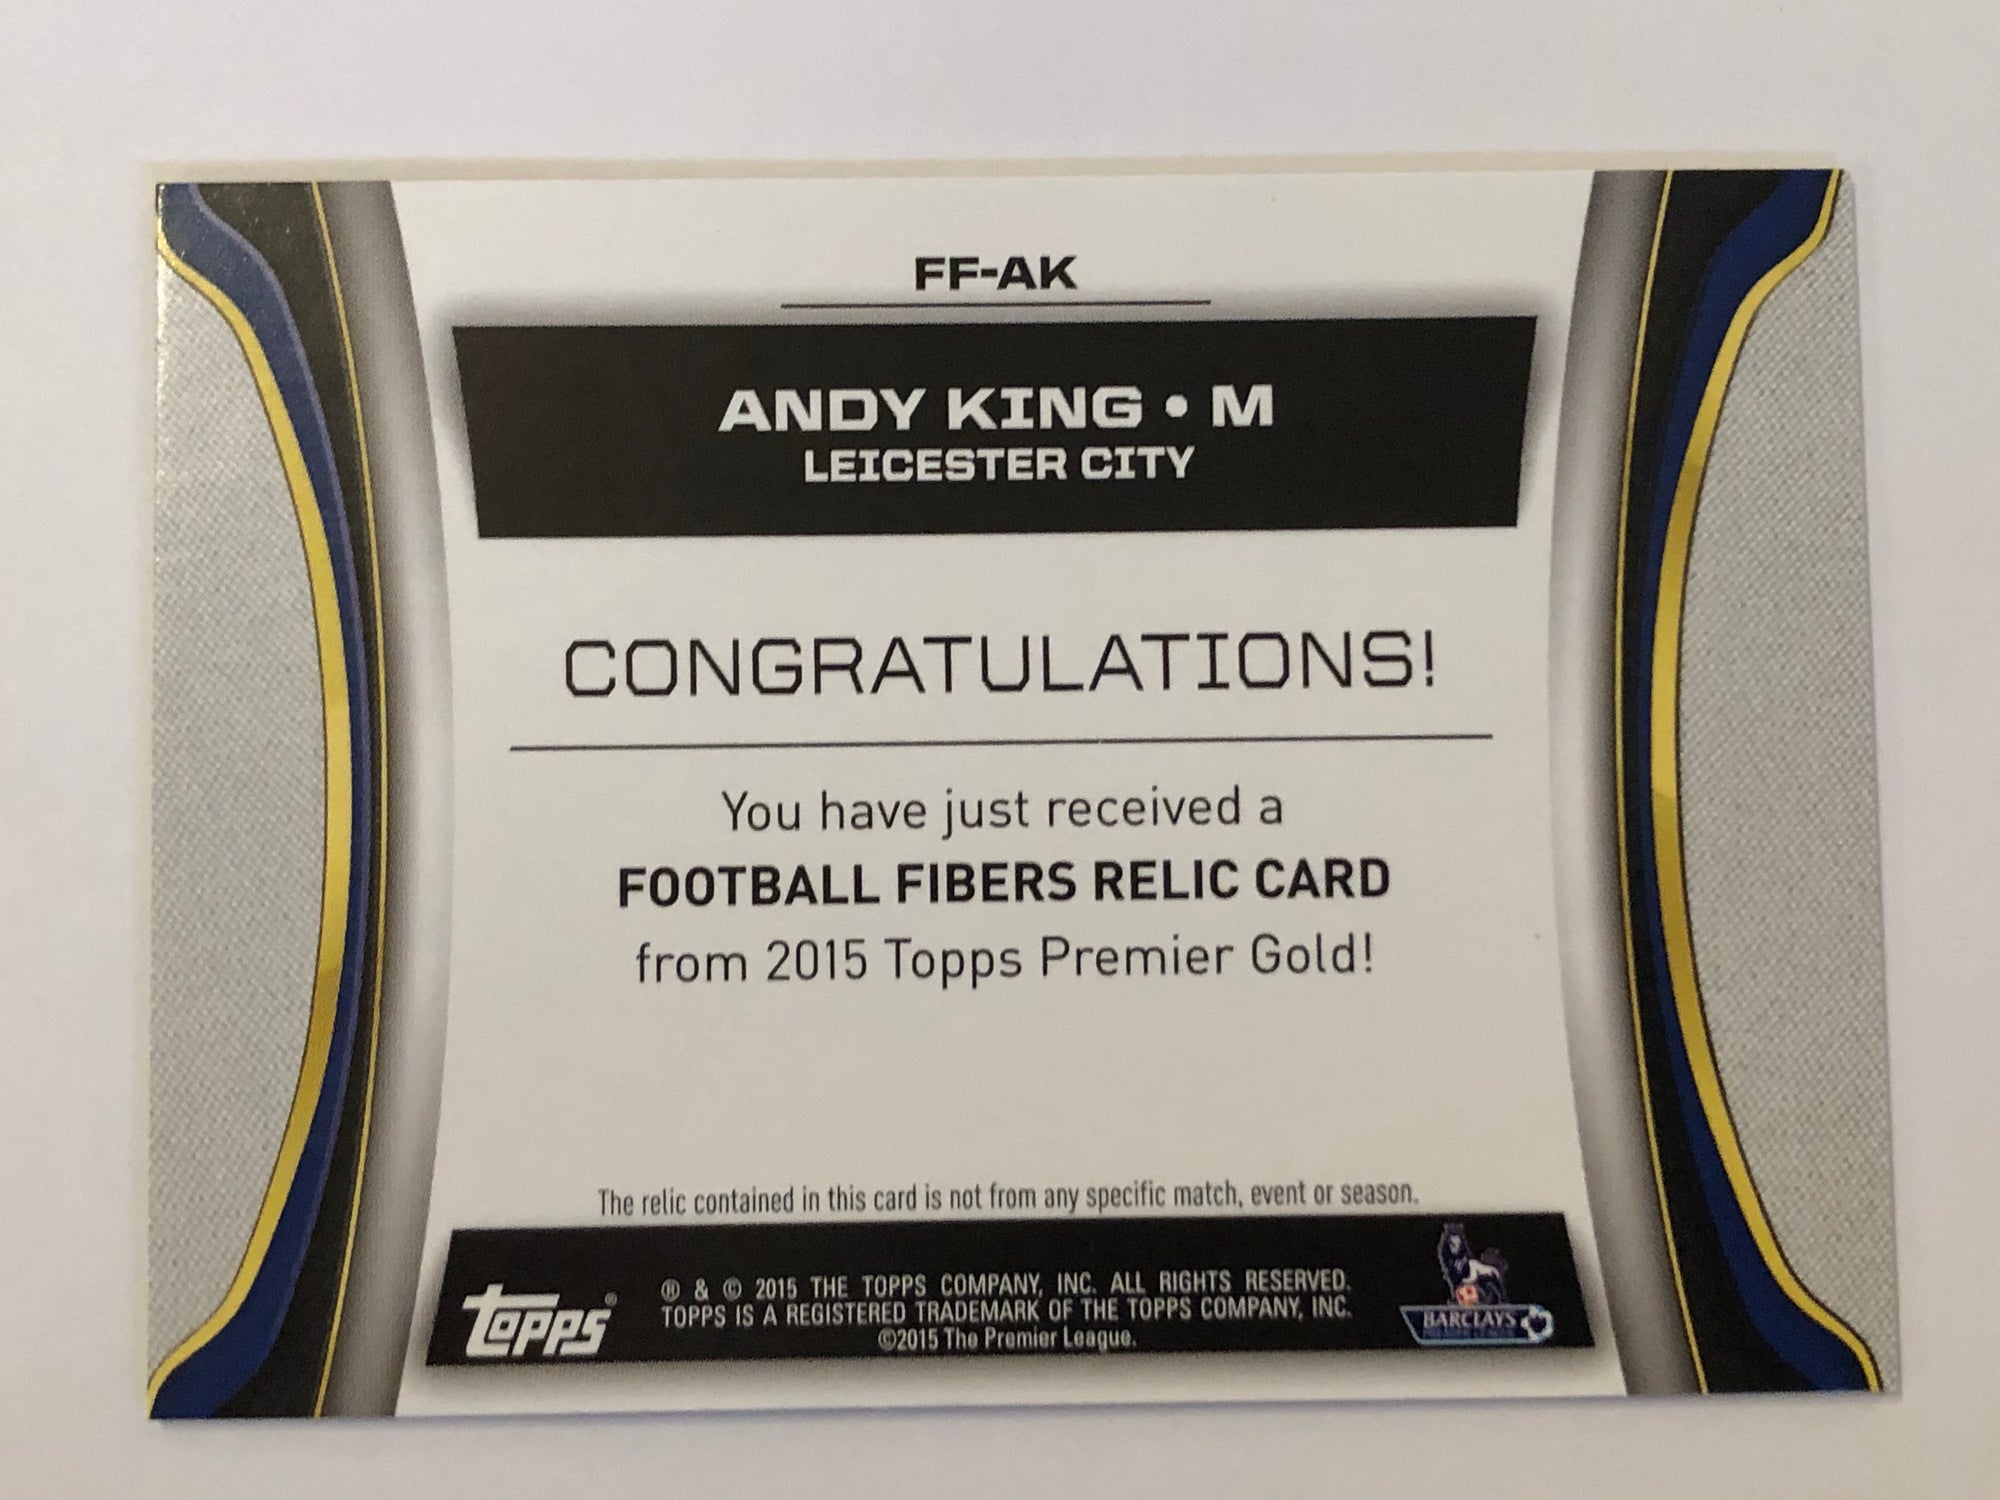 FF-AK
ANDY KING • M
LEICESTER CITY
CONGRATULATIONS!
You have just received a
FOOTBALL FIBERS RELIC CARD
from 2015 Topps Premier Gold!
The relic contained in this card is not from any specific match, event or season.
topps®
® & © 2015 THE TOPPS COMPANY, INC. ALL RIGHTS RESERVED.
TOPPS IS A REGISTERED TRADEMARK OF THE TOPPS COMPANY, INC.
©2015 The Premier League.
BARCLAYS
PREMIER LEAGUE